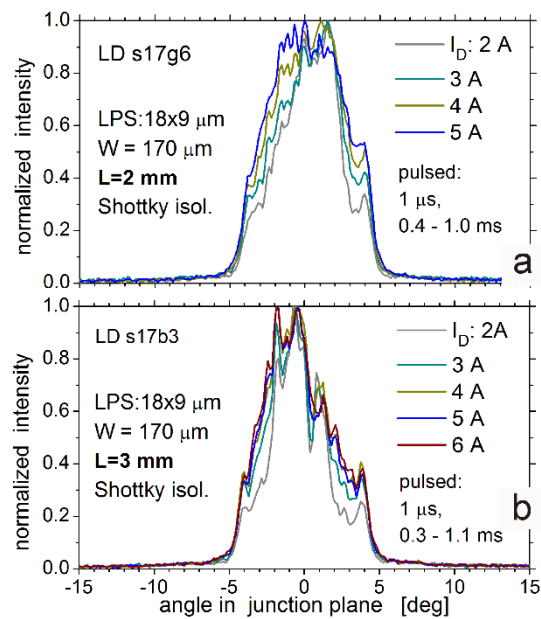 1.0
0.8
0.6
0.4
0.2
0.0
normalized intensity
LD s17g6
LPS:18x9 μm
W = 170 μm
L=2 mm
Shottky isol.
I_D: 2 A
3 A
4 A
5 A
pulsed:
1 μs,
0.4 - 1.0 ms
a
1.0
0.8
0.6
0.4
0.2
0.0
normalized intensity
LD s17b3
LPS:18x9 μm
W = 170 μm
L=3 mm
Shottky isol.
I_D: 2A
3 A
4 A
5 A
6 A
pulsed:
1 μs,
0.3 - 1.1 ms
b
-15 -10 -5 0 5 10 15
angle in junction plane [deg]